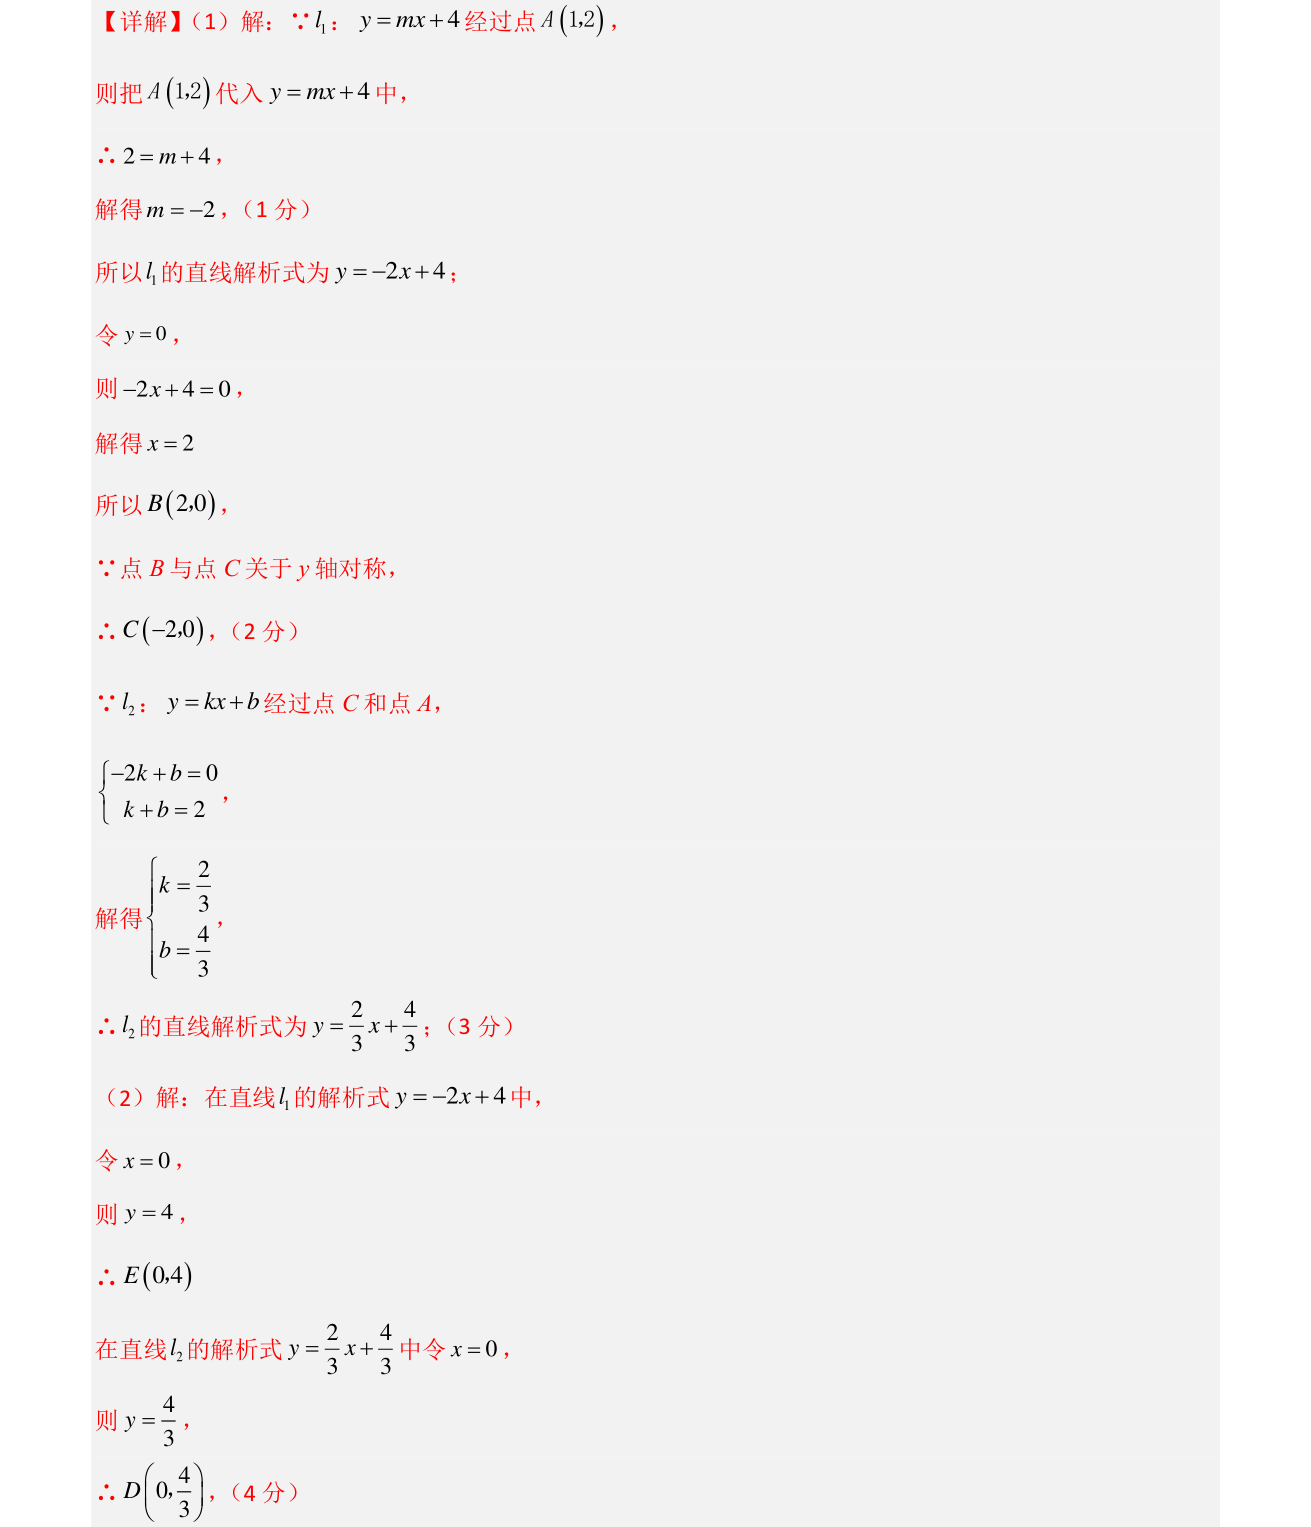 【详解】（1）解：∵l₁：y=mx+4经过点A(1,2)，
则把A(1,2)代入y=mx+4中，
∴2=m+4，
解得m=−2，（1分）
所以l₁的直线解析式为y=−2x+4；
令y=0，
则−2x+4=0，
解得x=2
所以B(2,0)，
∵点B与点C关于y轴对称，
∴C(−2,0)，（2分）
∵l₂：y=kx+b经过点C和点A，
{−2k+b=0
k+b=2，
解得{k=2/3
b=4/3，
∴l₂的直线解析式为y=2/3x+4/3；（3分）
（2）解：在直线l₁的解析式y=−2x+4中，
令x=0，
则y=4，
∴E(0,4)
在直线l₂的解析式y=2/3x+4/3中令x=0，
则y=4/3，
∴D(0,4/3)，（4分）